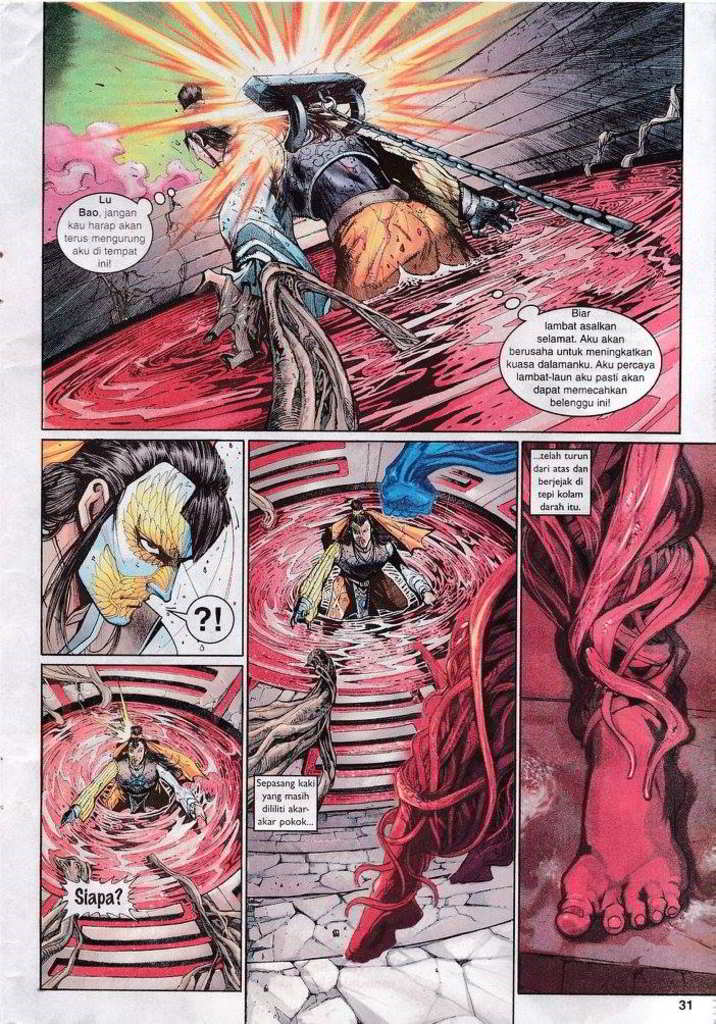 Lu
Bao, jangan
kau harap akan
terus mengurung
aku di tempat
ini!
Biar
lambat asalkan
selamat. Aku akan
berusaha untuk meningkatkan
kuasa dalamanku. Aku percaya
lambat-laun aku pasti akan
dapat memecahkan
belenggu ini!
?!
Siapa?
Sepasang kaki
yang masih
dililiti akar-
akar pokok...
...telah turun
dari atas dan
berjejak di
tepi kolam
darah itu.
31